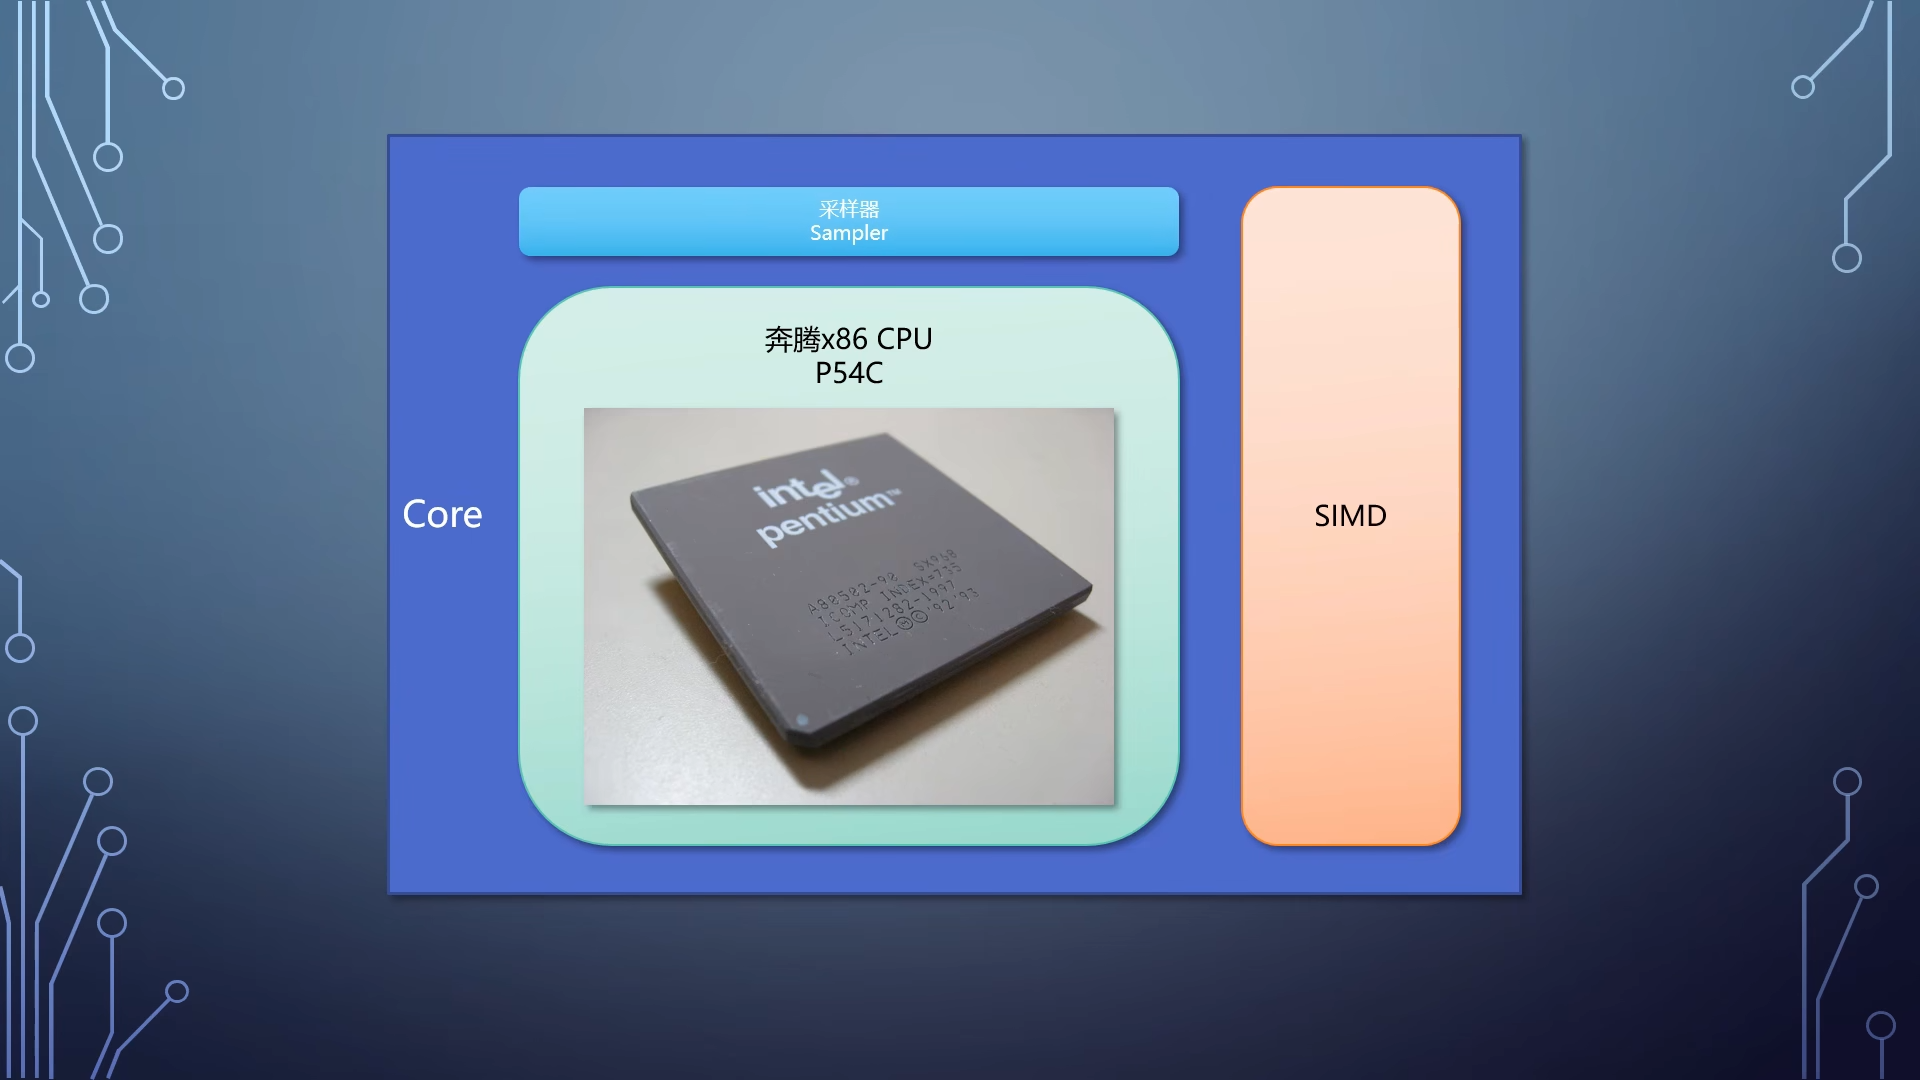 采样器
Sampler
奔腾x86 CPU
P54C
intel®
pentium™
A80502-90 SX968
ICOMP INDEX=735
L5171282-1997
INTEL Ⓜ© '92 '93
Core
SIMD